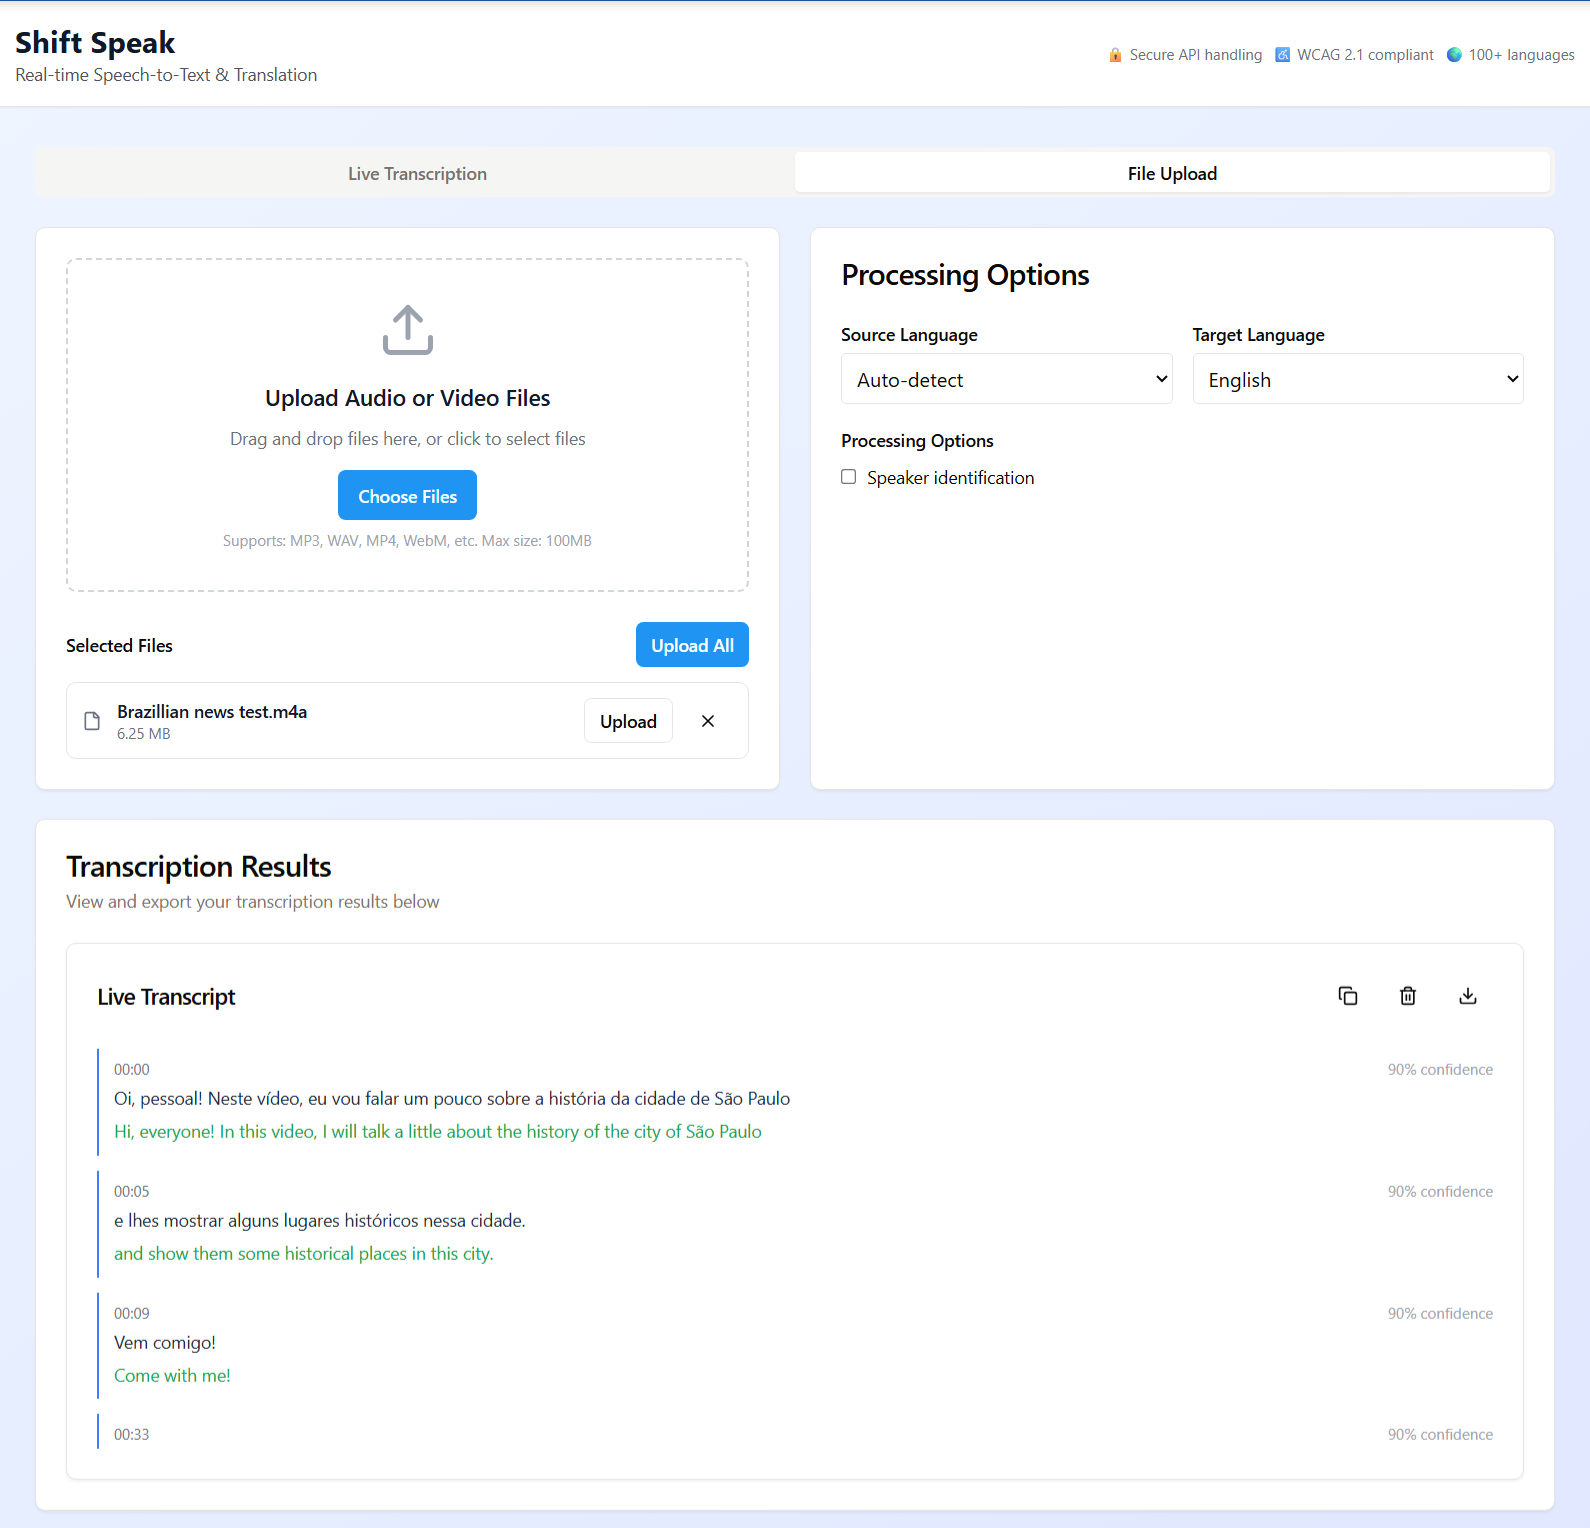 Shift Speak
Real-time Speech-to-Text & Translation
Secure API handling
WCAG 2.1 compliant
100+ languages
Live Transcription
File Upload
Upload Audio or Video Files
Drag and drop files here, or click to select files
Choose Files
Supports: MP3, WAV, MP4, WebM, etc. Max size: 100MB
Selected Files
Upload All
Brazillian news test.m4a
6.25 MB
Upload
Processing Options
Source Language
Target Language
Auto-detect
English
Processing Options
Speaker identification
Transcription Results
View and export your transcription results below
Live Transcript
00:00
90% confidence
Oi, pessoal! Neste vídeo, eu vou falar um pouco sobre a história da cidade de São Paulo
Hi, everyone! In this video, I will talk a little about the history of the city of São Paulo
00:05
90% confidence
e lhes mostrar alguns lugares históricos nessa cidade.
and show them some historical places in this city.
00:09
90% confidence
Vem comigo!
Come with me!
00:33
90% confidence